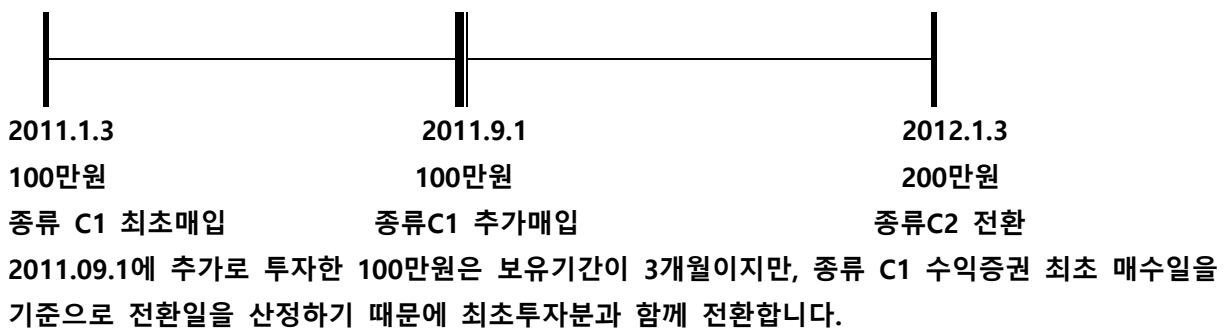 2011.1.3 2011.9.1 2012.1.3
100만원 100만원 200만원
종류 C1 최초매입 종류C1 추가매입 종류C2 전환
2011.09.1에 추가로 투자한 100만원은 보유기간이 3개월이지만, 종류 C1 수익증권 최초 매수일을
기준으로 전환일을 산정하기 때문에 최초투자분과 함께 전환합니다.